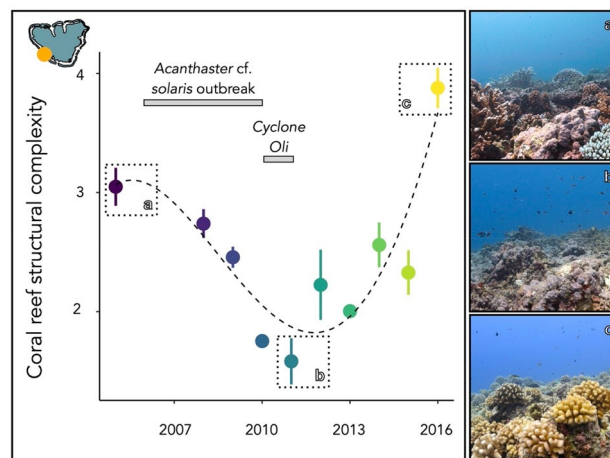 Coral reef structural complexity
4
3
2
Acanthaster cf.
solaris outbreak
Cyclone
Oli
a
b
c
2007
2010
2013
2016
a
b
c